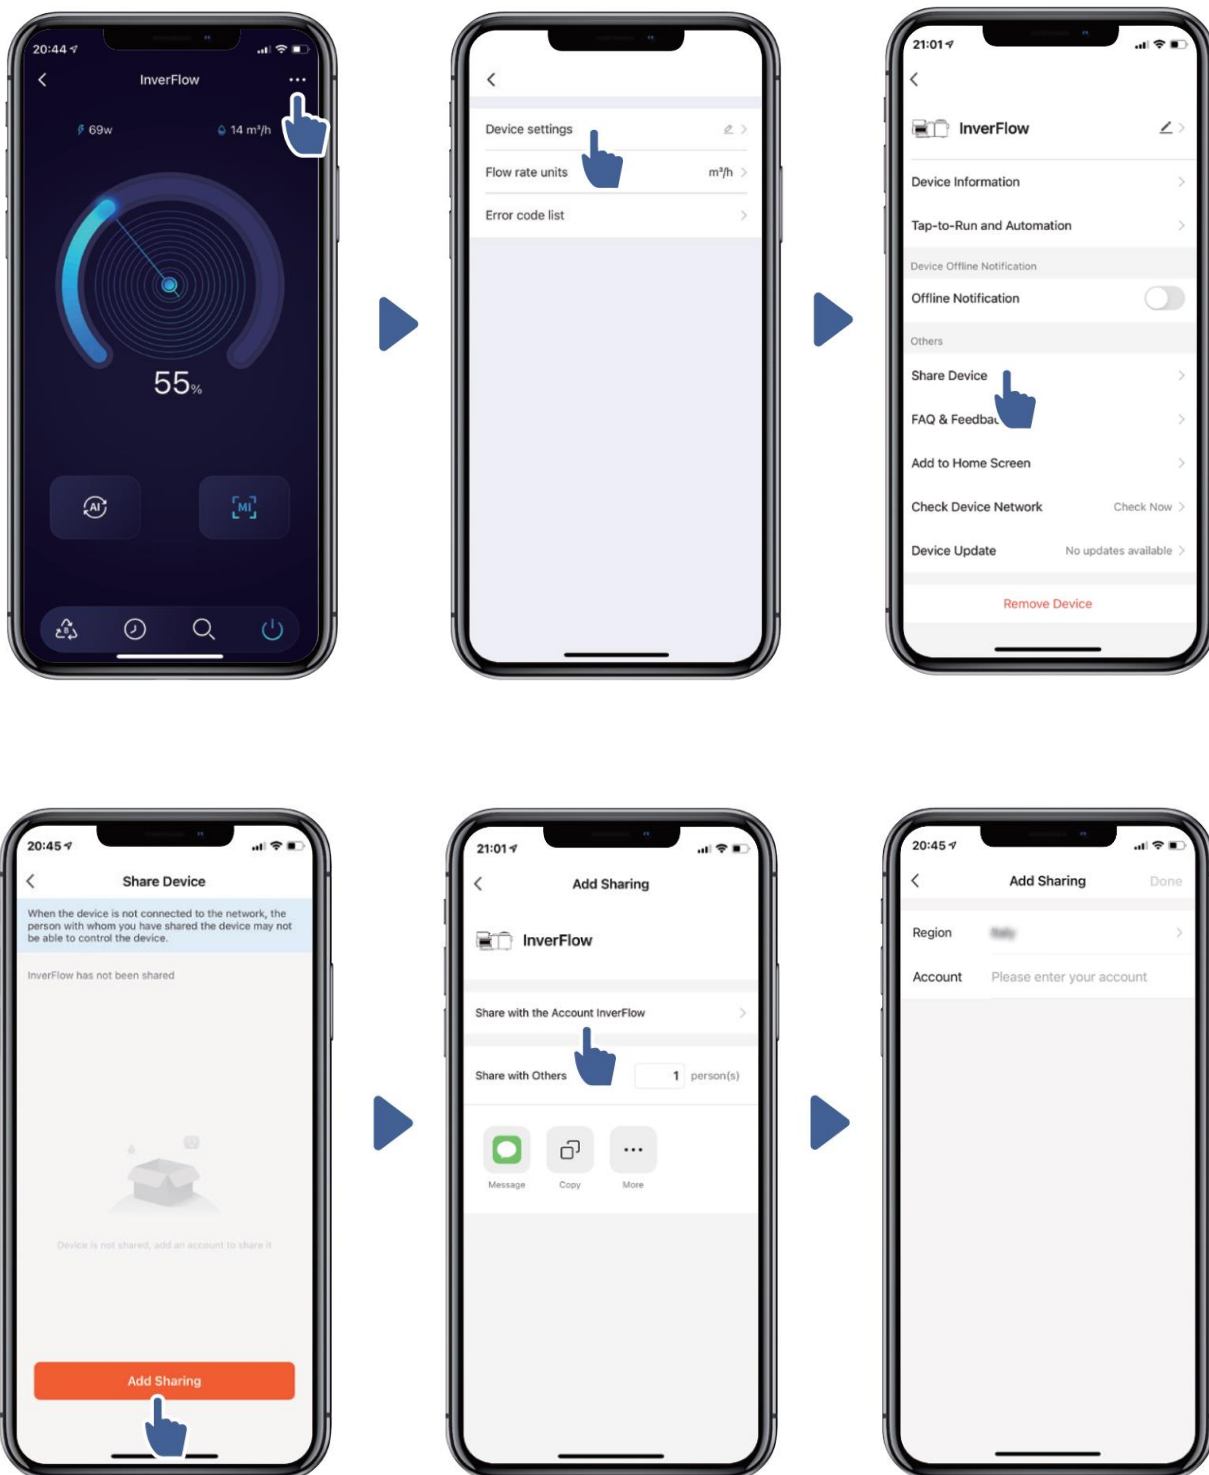 20:44
InverFlow
69w
14 m³/h
55%
AI
MI
B
Device settings
Flow rate units
m³/h
Error code list
21:01
InverFlow
Device Information
Tap-to-Run and Automation
Device Offline Notification
Offline Notification
Others
Share Device
FAQ & Feedba
Add to Home Screen
Check Device Network
Check Now
Device Update
No updates available
Remove Device
20:45
Share Device
When the device is not connected to the network, the
person with whom you have shared the device may not
be able to control the device.
InverFlow has not been shared
Device is not shared, add an account to share it
Add Sharing
21:01
Add Sharing
InverFlow
Share with the Account InverFlow
Share with Others
1 person(s)
Message
Copy
More
20:45
Add Sharing
Done
Region
Account
Please enter your account